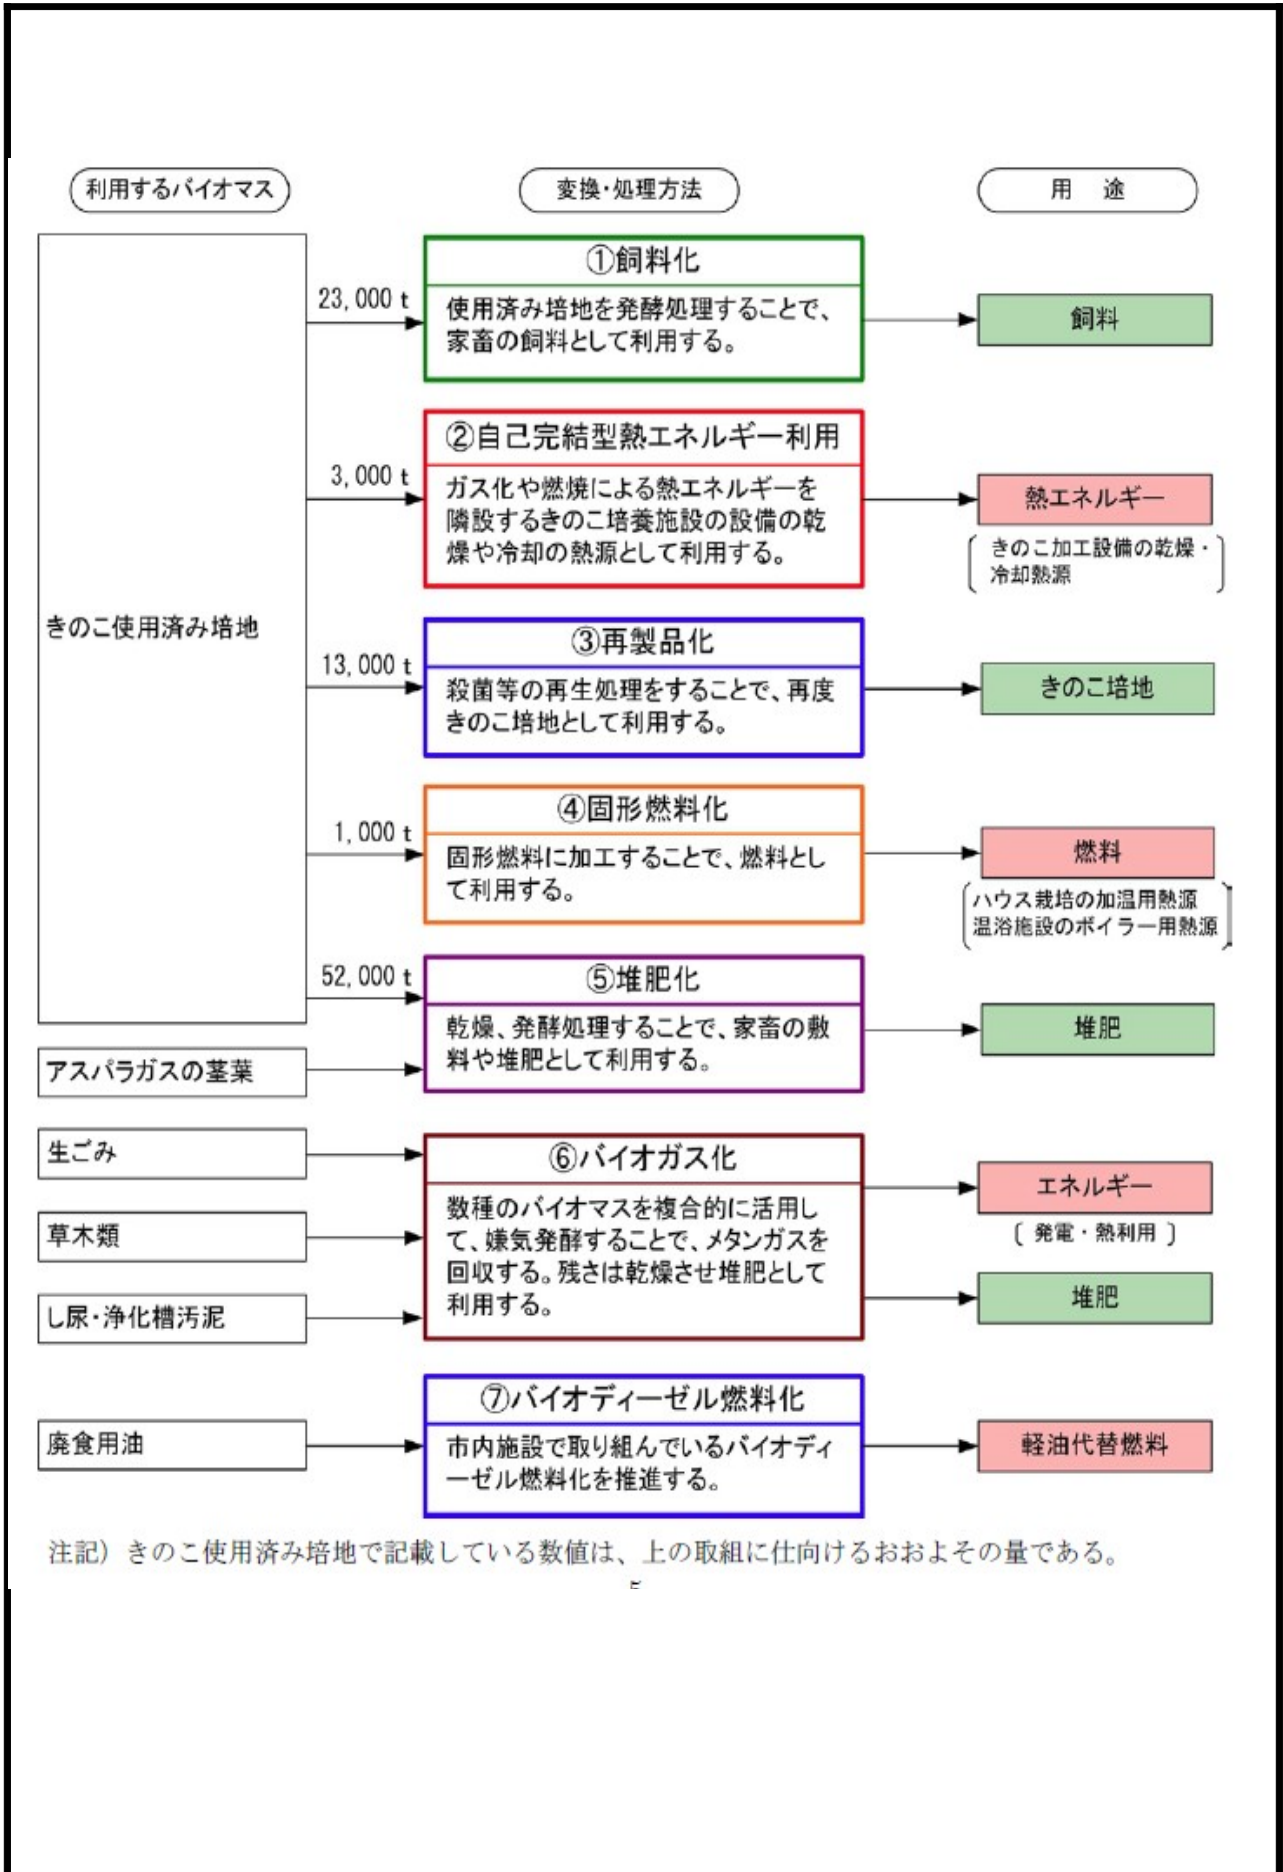 利用するバイオマス
変換・処理方法
用 途
きのこ使用済み培地
23,000 t
①飼料化
使用済み培地を発酵処理することで、
家畜の飼料として利用する。
飼料
3,000 t
②自己完結型熱エネルギー利用
ガス化や燃焼による熱エネルギーを
隣設するきのこ培養施設の設備の乾
燥や冷却の熱源として利用する。
熱エネルギー
きのこ加工設備の乾燥・
冷却熱源
13,000 t
③再製品化
殺菌等の再生処理をすることで、再度
きのこ培地として利用する。
きのこ培地
1,000 t
④固形燃料化
固形燃料に加工することで、燃料とし
て利用する。
燃料
ハウス栽培の加温用熱源
温浴施設のボイラー用熱源
52,000 t
アスパラガスの茎葉
⑤堆肥化
乾燥、発酵処理することで、家畜の敷
料や堆肥として利用する。
堆肥
生ごみ
草木類
し尿・浄化槽汚泥
⑥バイオガス化
数種のバイオマスを複合的に活用し
て、嫌気発酵することで、メタンガスを
回収する。残さは乾燥させ堆肥として
利用する。
エネルギー
〔 発電・熱利用 〕
堆肥
廃食用油
⑦バイオディーゼル燃料化
市内施設で取り組んでいるバイオディ
ーゼル燃料化を推進する。
軽油代替燃料
注記）きのこ使用済み培地で記載している数値は、上の取組に仕向けるおおよその量である。